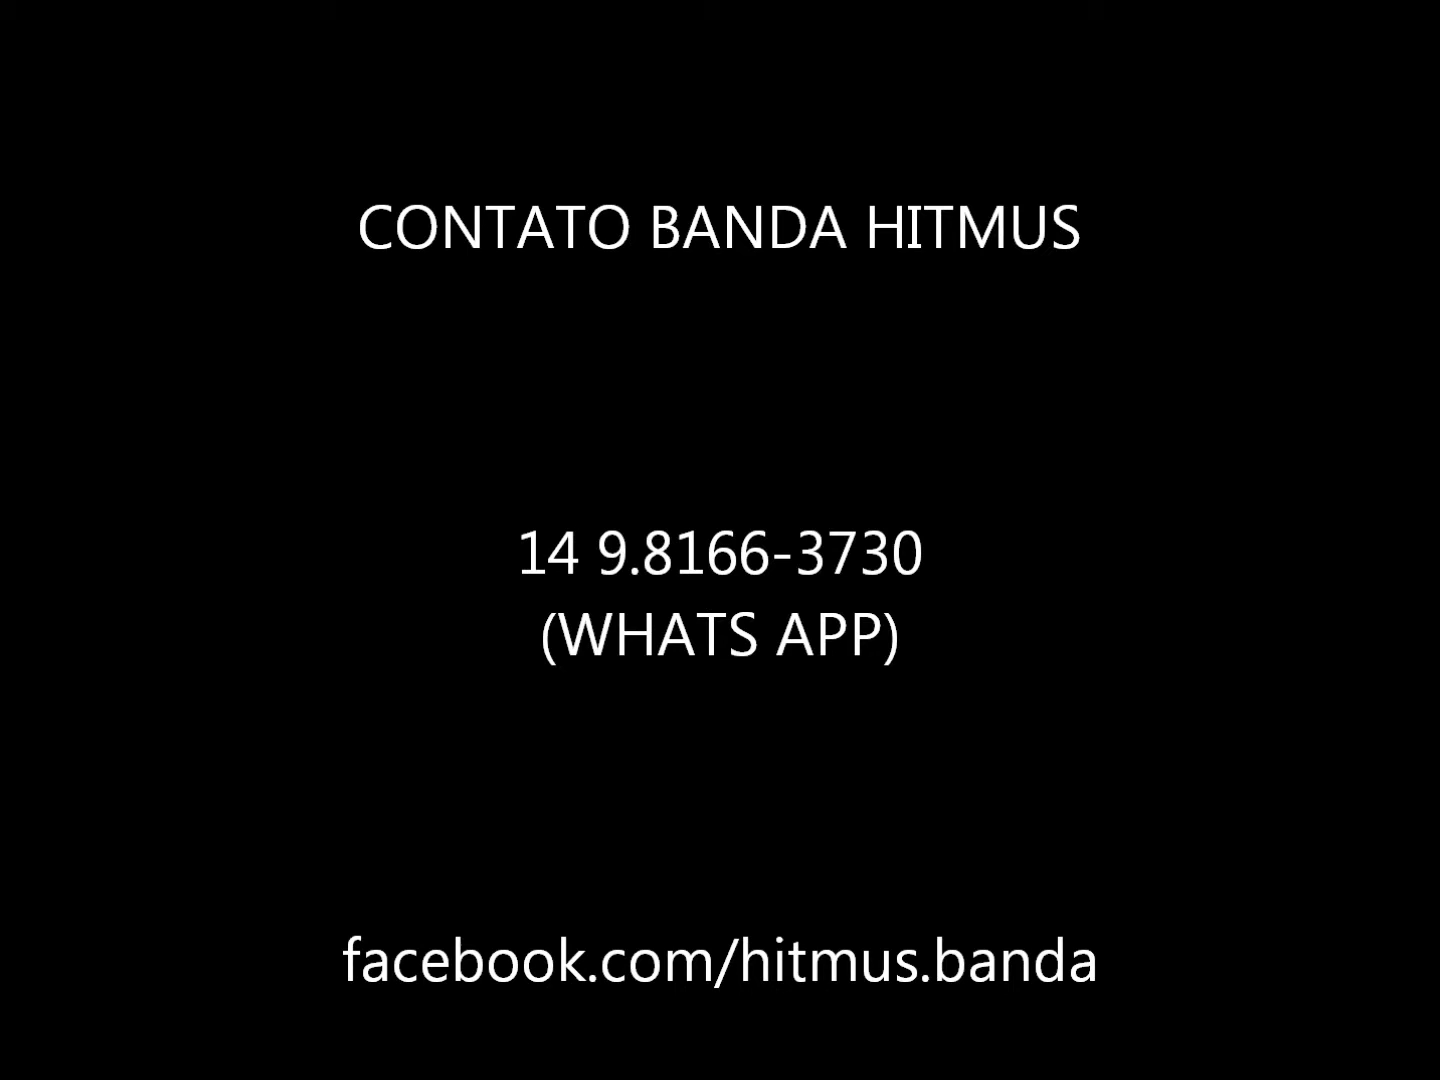 CONTATO BANDA HITMUS
14 9.8166-3730
(WHATS APP)
facebook.com/hitmus.banda